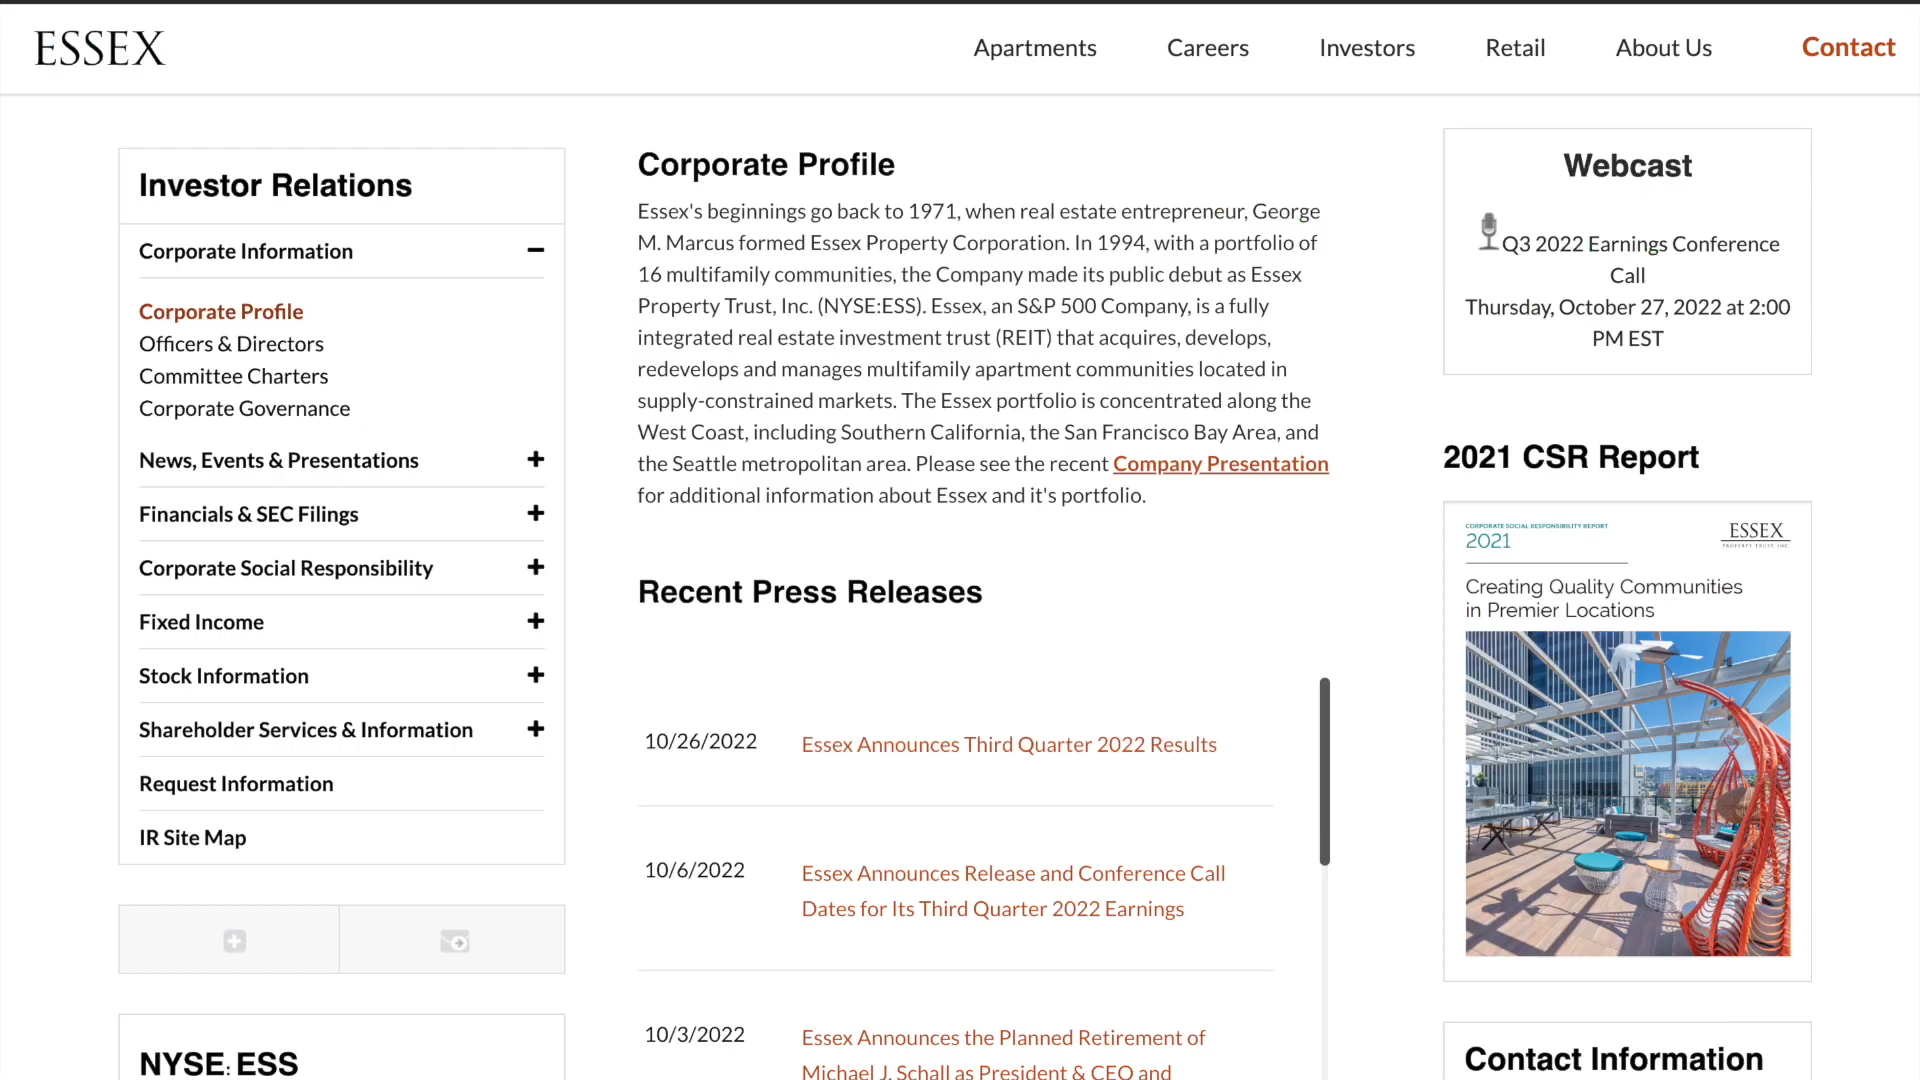 ESSEX
Apartments
Careers
Investors
Retail
About Us
Contact
Investor Relations
Corporate Information
Corporate Profile
Officers & Directors
Committee Charters
Corporate Governance
News, Events & Presentations
Financials & SEC Filings
Corporate Social Responsibility
Fixed Income
Stock Information
Shareholder Services & Information
Request Information
IR Site Map
NYSE: ESS
Corporate Profile
Essex's beginnings go back to 1971, when real estate entrepreneur, George
M. Marcus formed Essex Property Corporation. In 1994, with a portfolio of
16 multifamily communities, the Company made its public debut as Essex
Property Trust, Inc. (NYSE:ESS). Essex, an S&P 500 Company, is a fully
integrated real estate investment trust (REIT) that acquires, develops,
redevelops and manages multifamily apartment communities located in
supply-constrained markets. The Essex portfolio is concentrated along the
West Coast, including Southern California, the San Francisco Bay Area, and
the Seattle metropolitan area. Please see the recent Company Presentation
for additional information about Essex and it's portfolio.
Recent Press Releases
10/26/2022 Essex Announces Third Quarter 2022 Results
10/6/2022 Essex Announces Release and Conference Call
Dates for Its Third Quarter 2022 Earnings
10/3/2022 Essex Announces the Planned Retirement of
Michael J. Schall as President & CEO and
Webcast
Q3 2022 Earnings Conference
Call
Thursday, October 27, 2022 at 2:00
PM EST
2021 CSR Report
CORPORATE SOCIAL RESPONSIBILITY REPORT
2021
ESSEX
PROPERTY TRUST, INC.
Creating Quality Communities
in Premier Locations
Contact Information